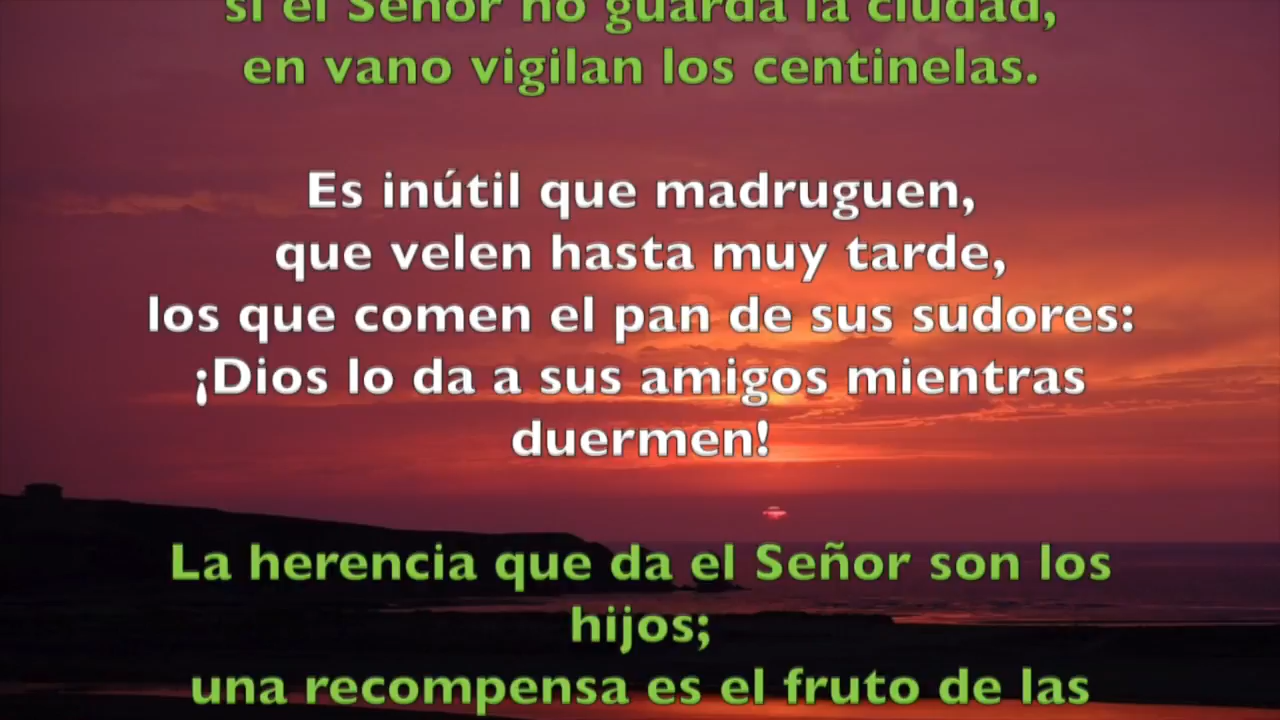 si el Señor no guarda la ciudad,
en vano vigilan los centinelas.
Es inútil que madruguen,
que velen hasta muy tarde,
los que comen el pan de sus sudores:
¡Dios lo da a sus amigos mientras
duermen!
La herencia que da el Señor son los
hijos;
una recompensa es el fruto de las